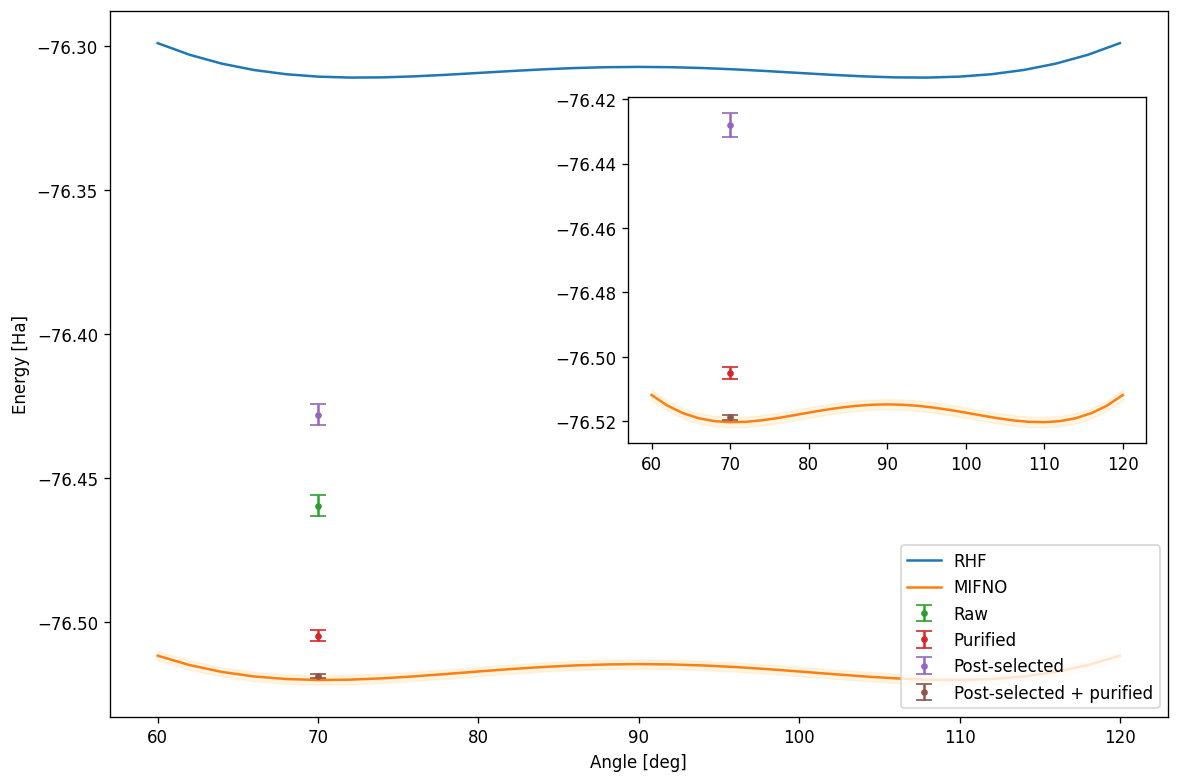 Energy [Ha]
−76.30
−76.35
−76.40
−76.45
−76.50
−76.42
−76.44
−76.46
−76.48
−76.50
−76.52
60 70 80 90 100 110 120
RHF
MIFNO
Raw
Purified
Post-selected
Post-selected + purified
60 70 80 90 100 110 120
Angle [deg]